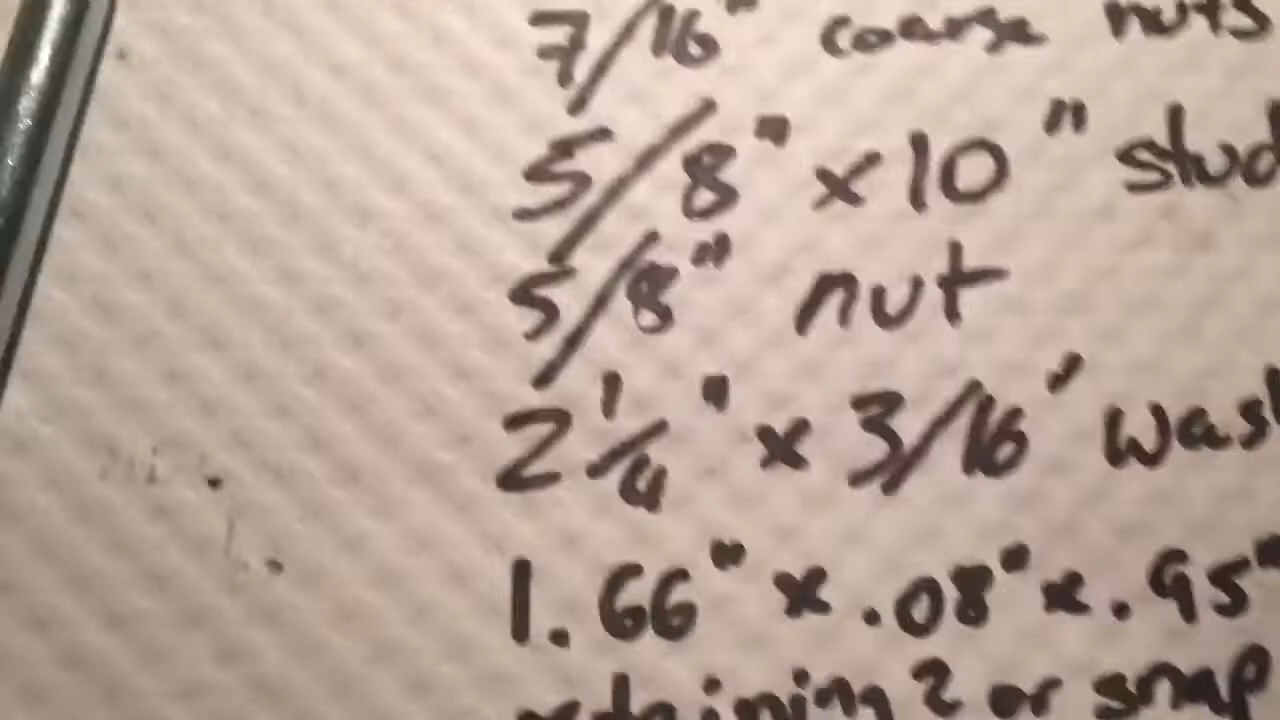 7/16" coarse nuts
5/8" x 10" stud
5/8" nut
2 1/4" x 3/16" was
1.66" x .08" x .95"
2 or snap